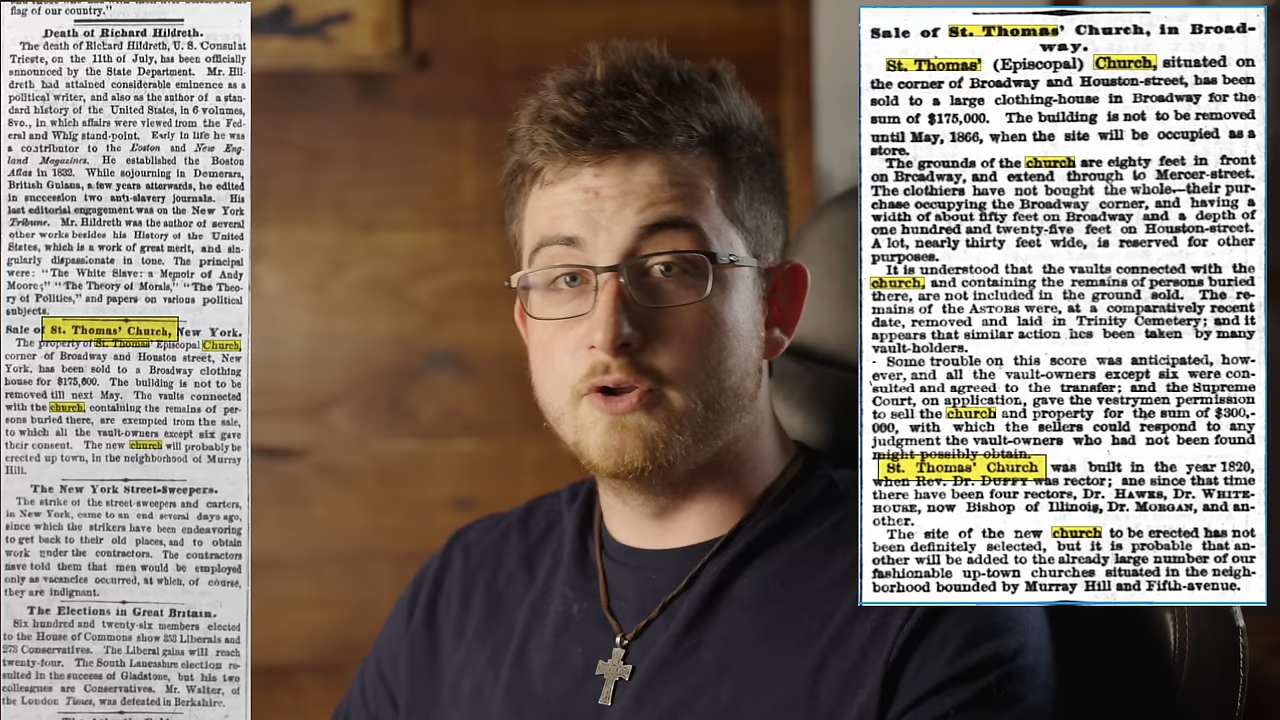 flag of our country."
Death of Richard Hildreth.
The death of Richard Hildreth, U. S. Consul at
Trieste, on the 11th of July, has been officially
announced by the State Department. Mr. Hil-
dreth had attained considerable eminence as a
political writer, and also as the author of a stan-
dard history of the United States, in 6 volumes,
8vo., in which affairs were viewed from the Fed-
eral and Whig stand-point. Early in life he was
a contributor to the Boston and New Eng-
land Magazines. He established the Boston
Atlas in 1832. While sojourning in Demerara,
British Guiana, a few years afterwards, he edited
in succession two anti-slavery journals. His
last editorial engagement was on the New York
Tribune. Mr. Hildreth was the author of several
other works besides his History of the United
States, which is a work of great merit, and sin-
gularly dispassionate in tone. The principal
were: "The White Slave: a Memoir of Andy
Moore;" "The Theory of Morals," "The Theo-
ry of Politics," and papers on various political
subjects.
Sale of St. Thomas' Church, New York.
The property of St. Thomas' Episcopal Church,
corner of Broadway and Houston street, New
York, has been sold to a Broadway clothing
house for $175,000. The building is not to be
removed till next May. The vaults connected
with the church, containing the remains of per-
sons buried there, are exempted from the sale,
to which all the vault-owners except six gave
their consent. The new church will probably be
erected up town, in the neighborhood of Murray
Hill.
The New York Street-Sweepers.
The strike of the street-sweepers and carters,
in New York, came to an end several days ago,
since which the strikers have been endeavoring
to get back to their old places, and to obtain
work under the contractors. The contractors
have told them that men would be employed
only as vacancies occurred, at which, of course,
they are indignant.
The Elections in Great Britain.
Six hundred and twenty-six members elected
to the House of Commons show 353 Liberals and
273 Conservatives. The Liberal gains will reach
twenty-four. The South Lancashire election re-
sulted in the success of Gladstone, but his two
colleagues are Conservatives. Mr. Walter, of
the London Times, was defeated in Berkshire.
Sale of St. Thomas' Church, in Broad-
way.
St. Thomas' (Episcopal) Church, situated on
the corner of Broadway and Houston-street, has been
sold to a large clothing-house in Broadway for the
sum of $175,000. The building is not to be removed
until May, 1866, when the site will be occupied as a
store.
The grounds of the church are eighty feet in front
on Broadway, and extend through to Mercer-street.
The clothiers have not bought the whole—their pur-
chase occupying the Broadway corner, and having a
width of about fifty feet on Broadway and a depth of
one hundred and twenty-five feet on Houston-street.
A lot, nearly thirty feet wide, is reserved for other
purposes.
It is understood that the vaults connected with the
church, and containing the remains of persons buried
there, are not included in the ground sold. The re-
mains of the ASTORS were, at a comparatively recent
date, removed and laid in Trinity Cemetery; and it
appears that similar action hcs been taken by many
vault-holders.
Some trouble on this score was anticipated, how-
ever, and all the vault-owners except six were con-
sulted and agreed to the transfer; and the Supreme
Court, on application, gave the vestrymen permission
to sell the church and property for the sum of $300,-
000, with which the sellers could respond to any
judgment the vault-owners who had not been found
might possibly obtain.
St. Thomas' Church was built in the year 1820,
when Rev. Dr. DUFFY was rector; ane since that time
there have been four rectors, Dr. HAWKS, Dr. WHITE-
HOUSE, now Bishop of Illinois, Dr. MORGAN, and an-
other.
The site of the new church to be erected has not
been definitely selected, but it is probable that an-
other will be added to the already large number of our
fashionable up-town churches situated in the neigh-
borhood bounded by Murray Hill and Fifth-avenue.